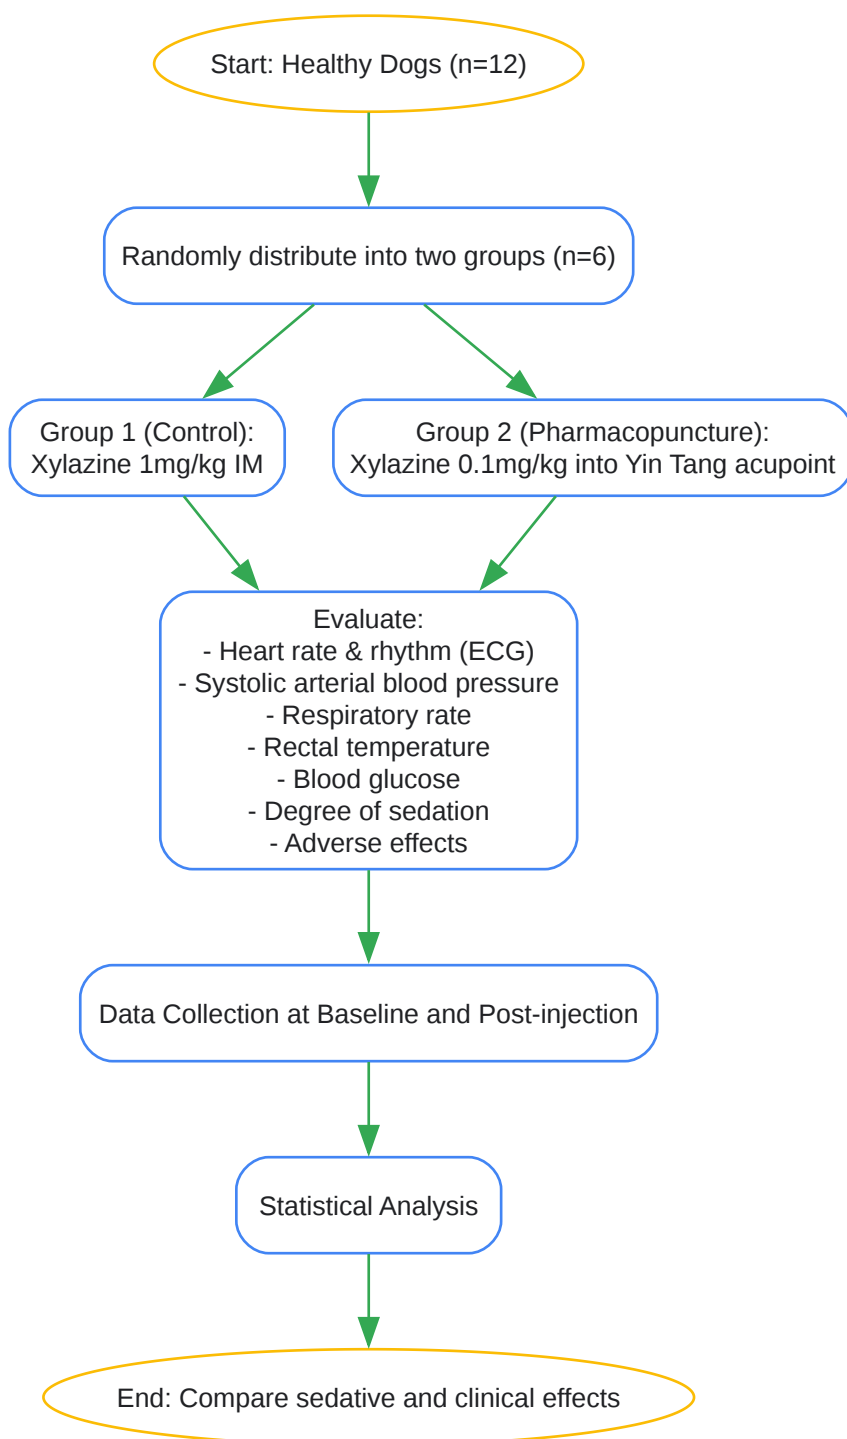 Start: Healthy Dogs (n=12)
Randomly distribute into two groups (n=6)
Group 1 (Control):
Xylazine 1mg/kg IM
Group 2 (Pharmacopuncture):
Xylazine 0.1mg/kg into Yin Tang acupoint
Evaluate:
- Heart rate & rhythm (ECG)
- Systolic arterial blood pressure
- Respiratory rate
- Rectal temperature
- Blood glucose
- Degree of sedation
- Adverse effects
Data Collection at Baseline and Post-injection
Statistical Analysis
End: Compare sedative and clinical effects